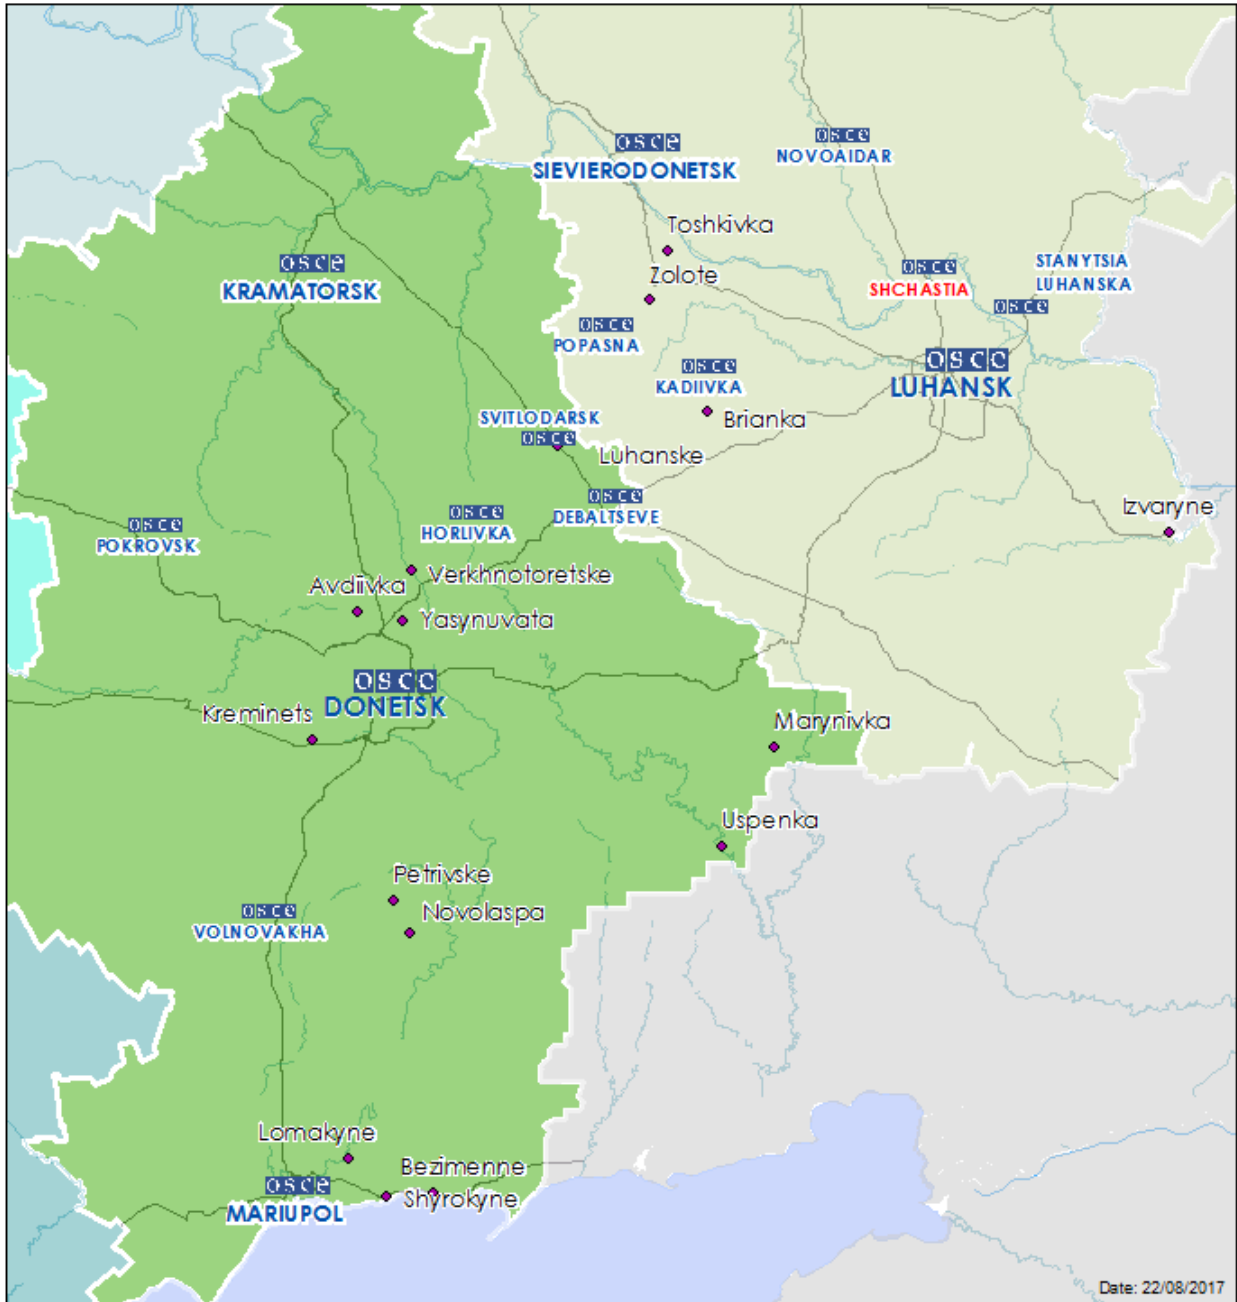 osce
SIEVIERODONETSK
osce
NOVOAIDAR
Toshkivka
Zolote
osce
KRAMATORSK
osce
SHCHASTIA
STANYTSIA
LUHANSKA
osce
osce
POPASNA
osce
KADIIVKA
Brianka
oscc
LUHANSK
SVITLODARSK
osce
Luhanske
osce
DEBALTSEVE
osce
HORLIVKA
osce
POKROVSK
Izvaryne
Verkhnotoretske
Avdiivka
Yasynuvata
oscc
DONETSK
Kreminets
Marynivka
Uspenka
Petrivske
Novolaspa
osce
VOLNOVAKHA
Lomakyne
Bezimenne
Shyrokyne
osce
MARIUPOL
Date: 22/08/2017